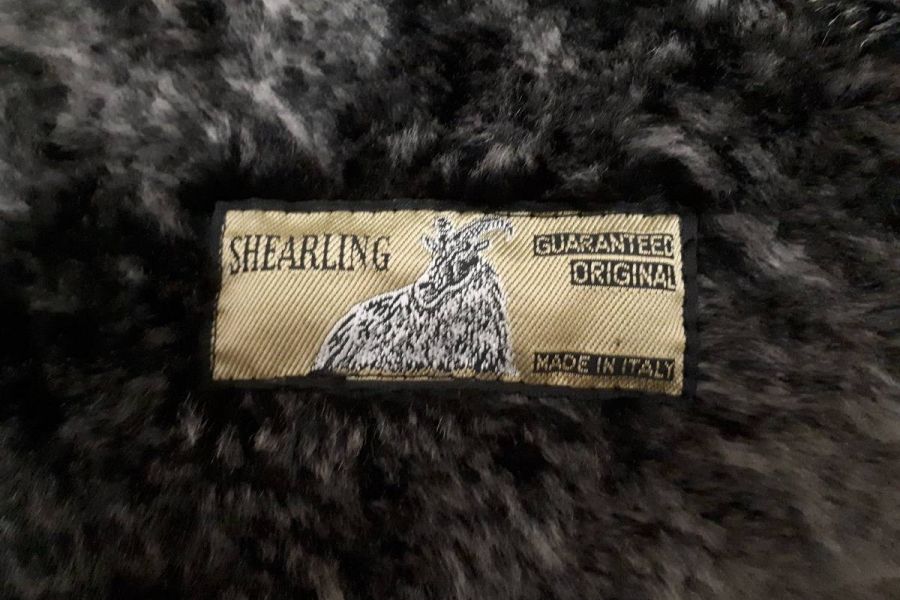 SHEARLING
GUARANTEED
ORIGINAL
MADE IN ITALY